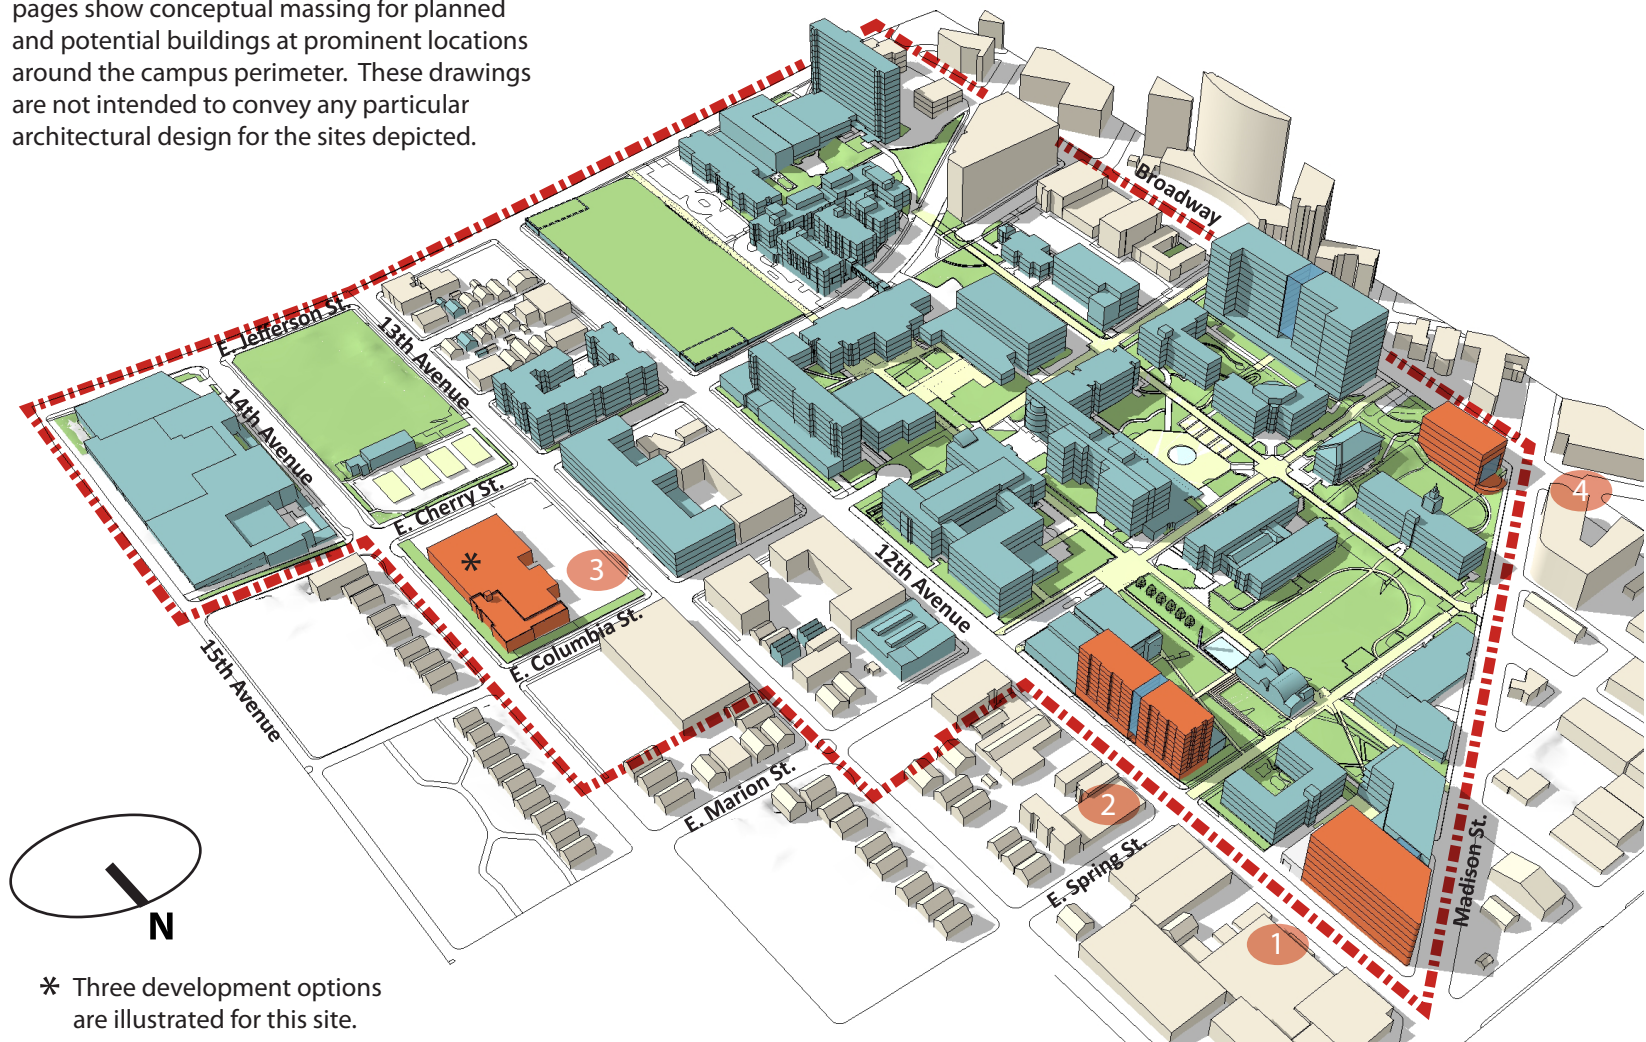 pages show conceptual massing for planned
and potential buildings at prominent locations
around the campus perimeter.  These drawings
are not intended to convey any particular
architectural design for the sites depicted.
Broadway
E. Jefferson St.
13th Avenue
14th Avenue
E. Cherry St.
4
*
3
12th Avenue
E. Columbia St.
15th Avenue
E. Marion St.
2
Madison St.
E. Spring St.
N
1
* Three development options
are illustrated for this site.